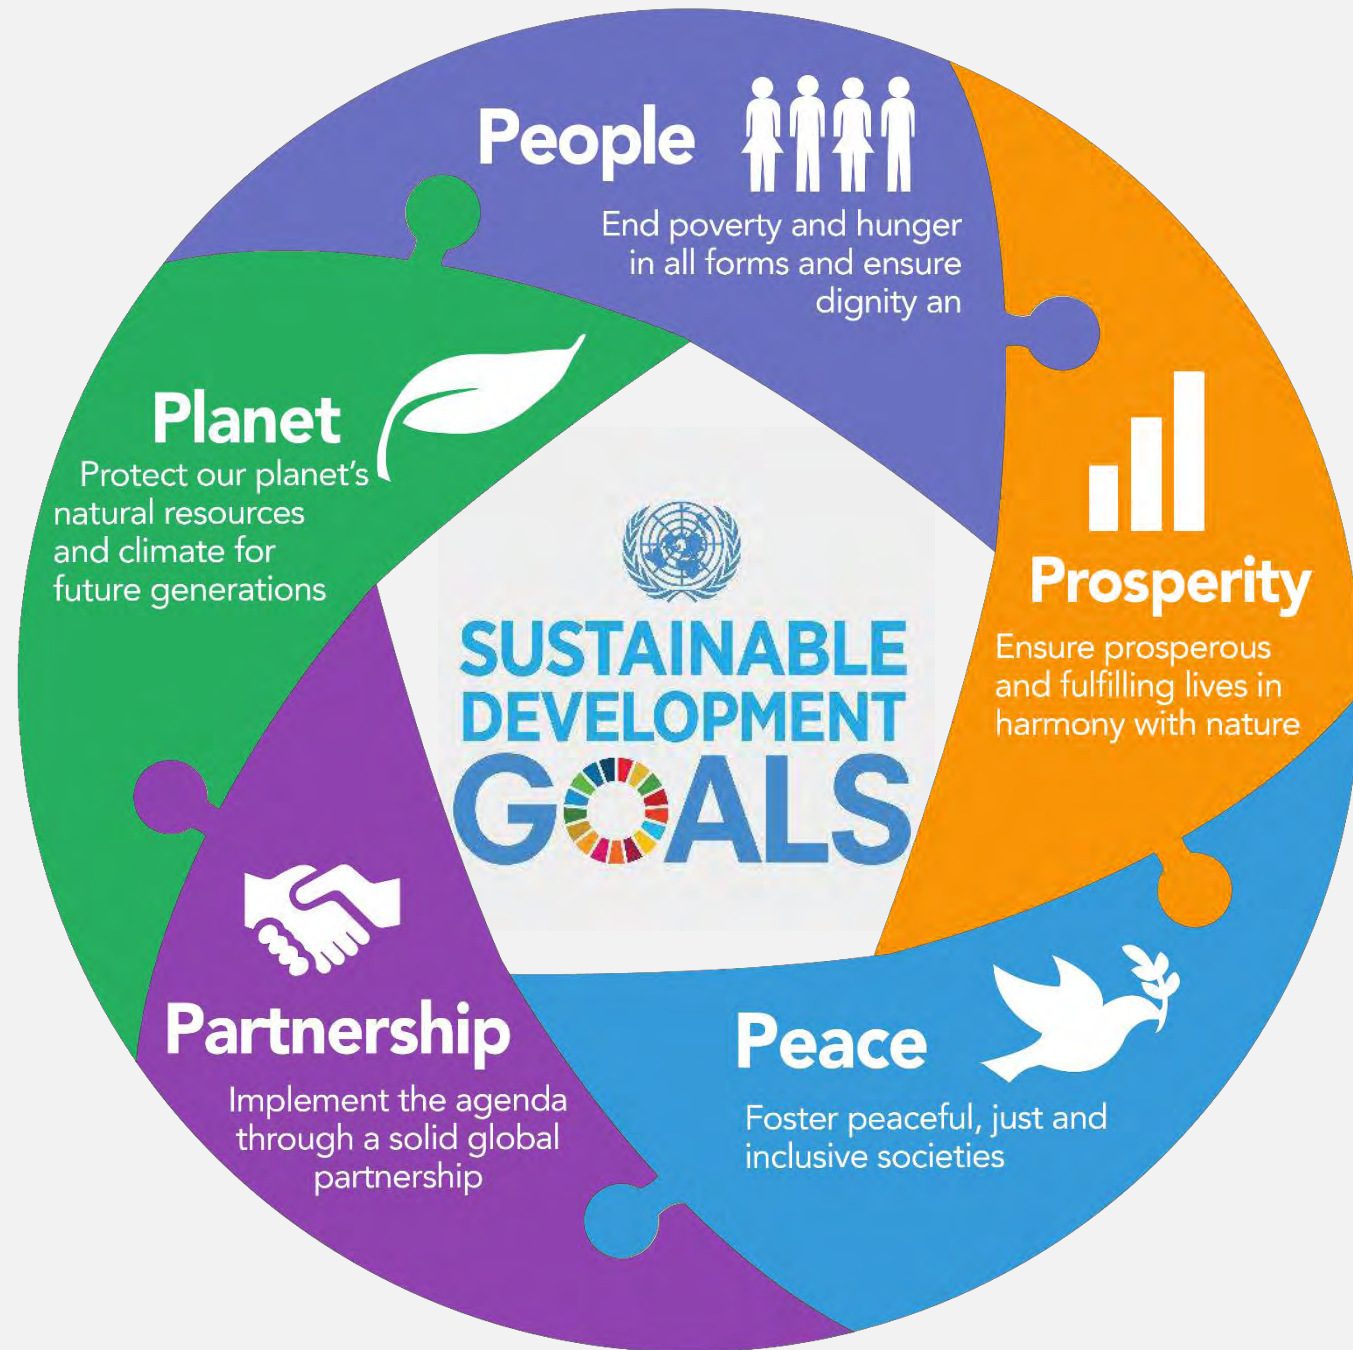 People
End poverty and hunger
in all forms and ensure
dignity an
Prosperity
Ensure prosperous
and fulfilling lives in
harmony with nature
Peace
Foster peaceful, just and
inclusive societies
Partnership
Implement the agenda
through a solid global
partnership
Planet
Protect our planet's
natural resources
and climate for
future generations
SUSTAINABLE
DEVELOPMENT
GOALS